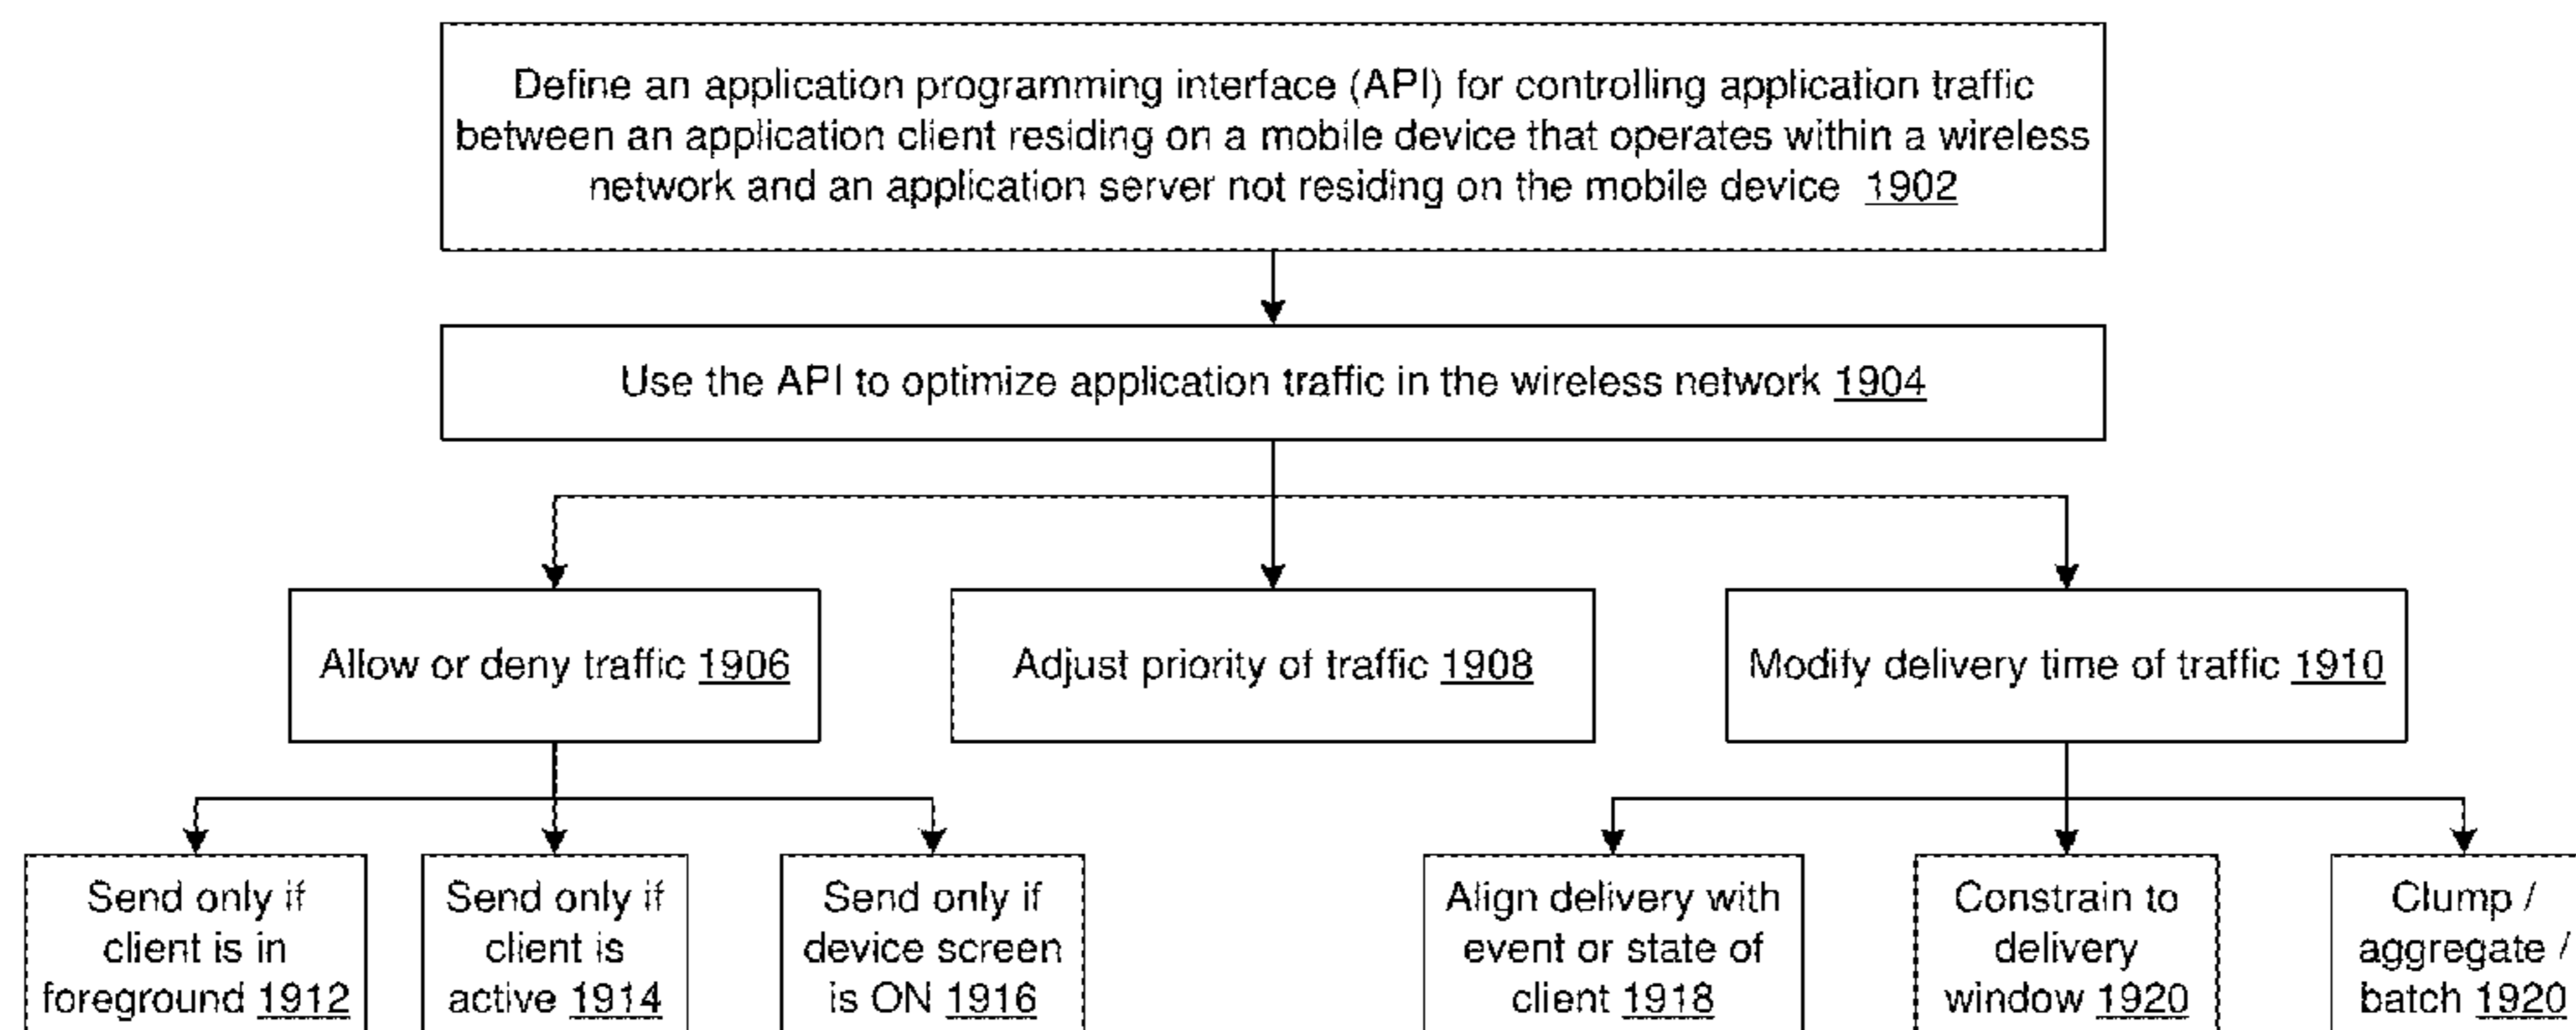 Define an application programming interface (API) for controlling application traffic
between an application client residing on a mobile device that operates within a wireless
network and an application server not residing on the mobile device 1902
Use the API to optimize application traffic in the wireless network 1904
Allow or deny traffic 1906
Adjust priority of traffic 1908
Modify delivery time of traffic 1910
Send only if
client is in
foreground 1912
Send only if
client is
active 1914
Send only if
device screen
is ON 1916
Align delivery with
event or state of
client 1918
Constrain to
delivery
window 1920
Clump /
aggregate /
batch 1920